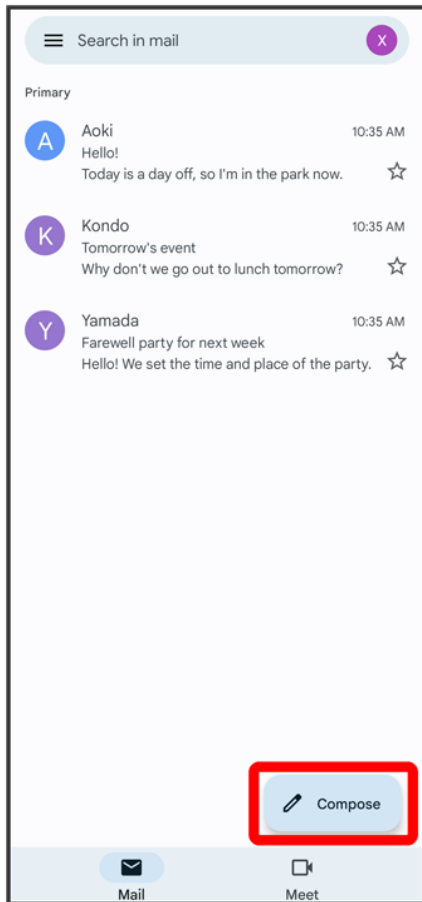 Search in mail
X
Primary
A
Aoki
10:35 AM
Hello!
Today is a day off, so I'm in the park now.
K
Kondo
10:35 AM
Tomorrow's event
Why don't we go out to lunch tomorrow?
Y
Yamada
10:35 AM
Farewell party for next week
Hello! We set the time and place of the party.
Compose
Mail
Meet